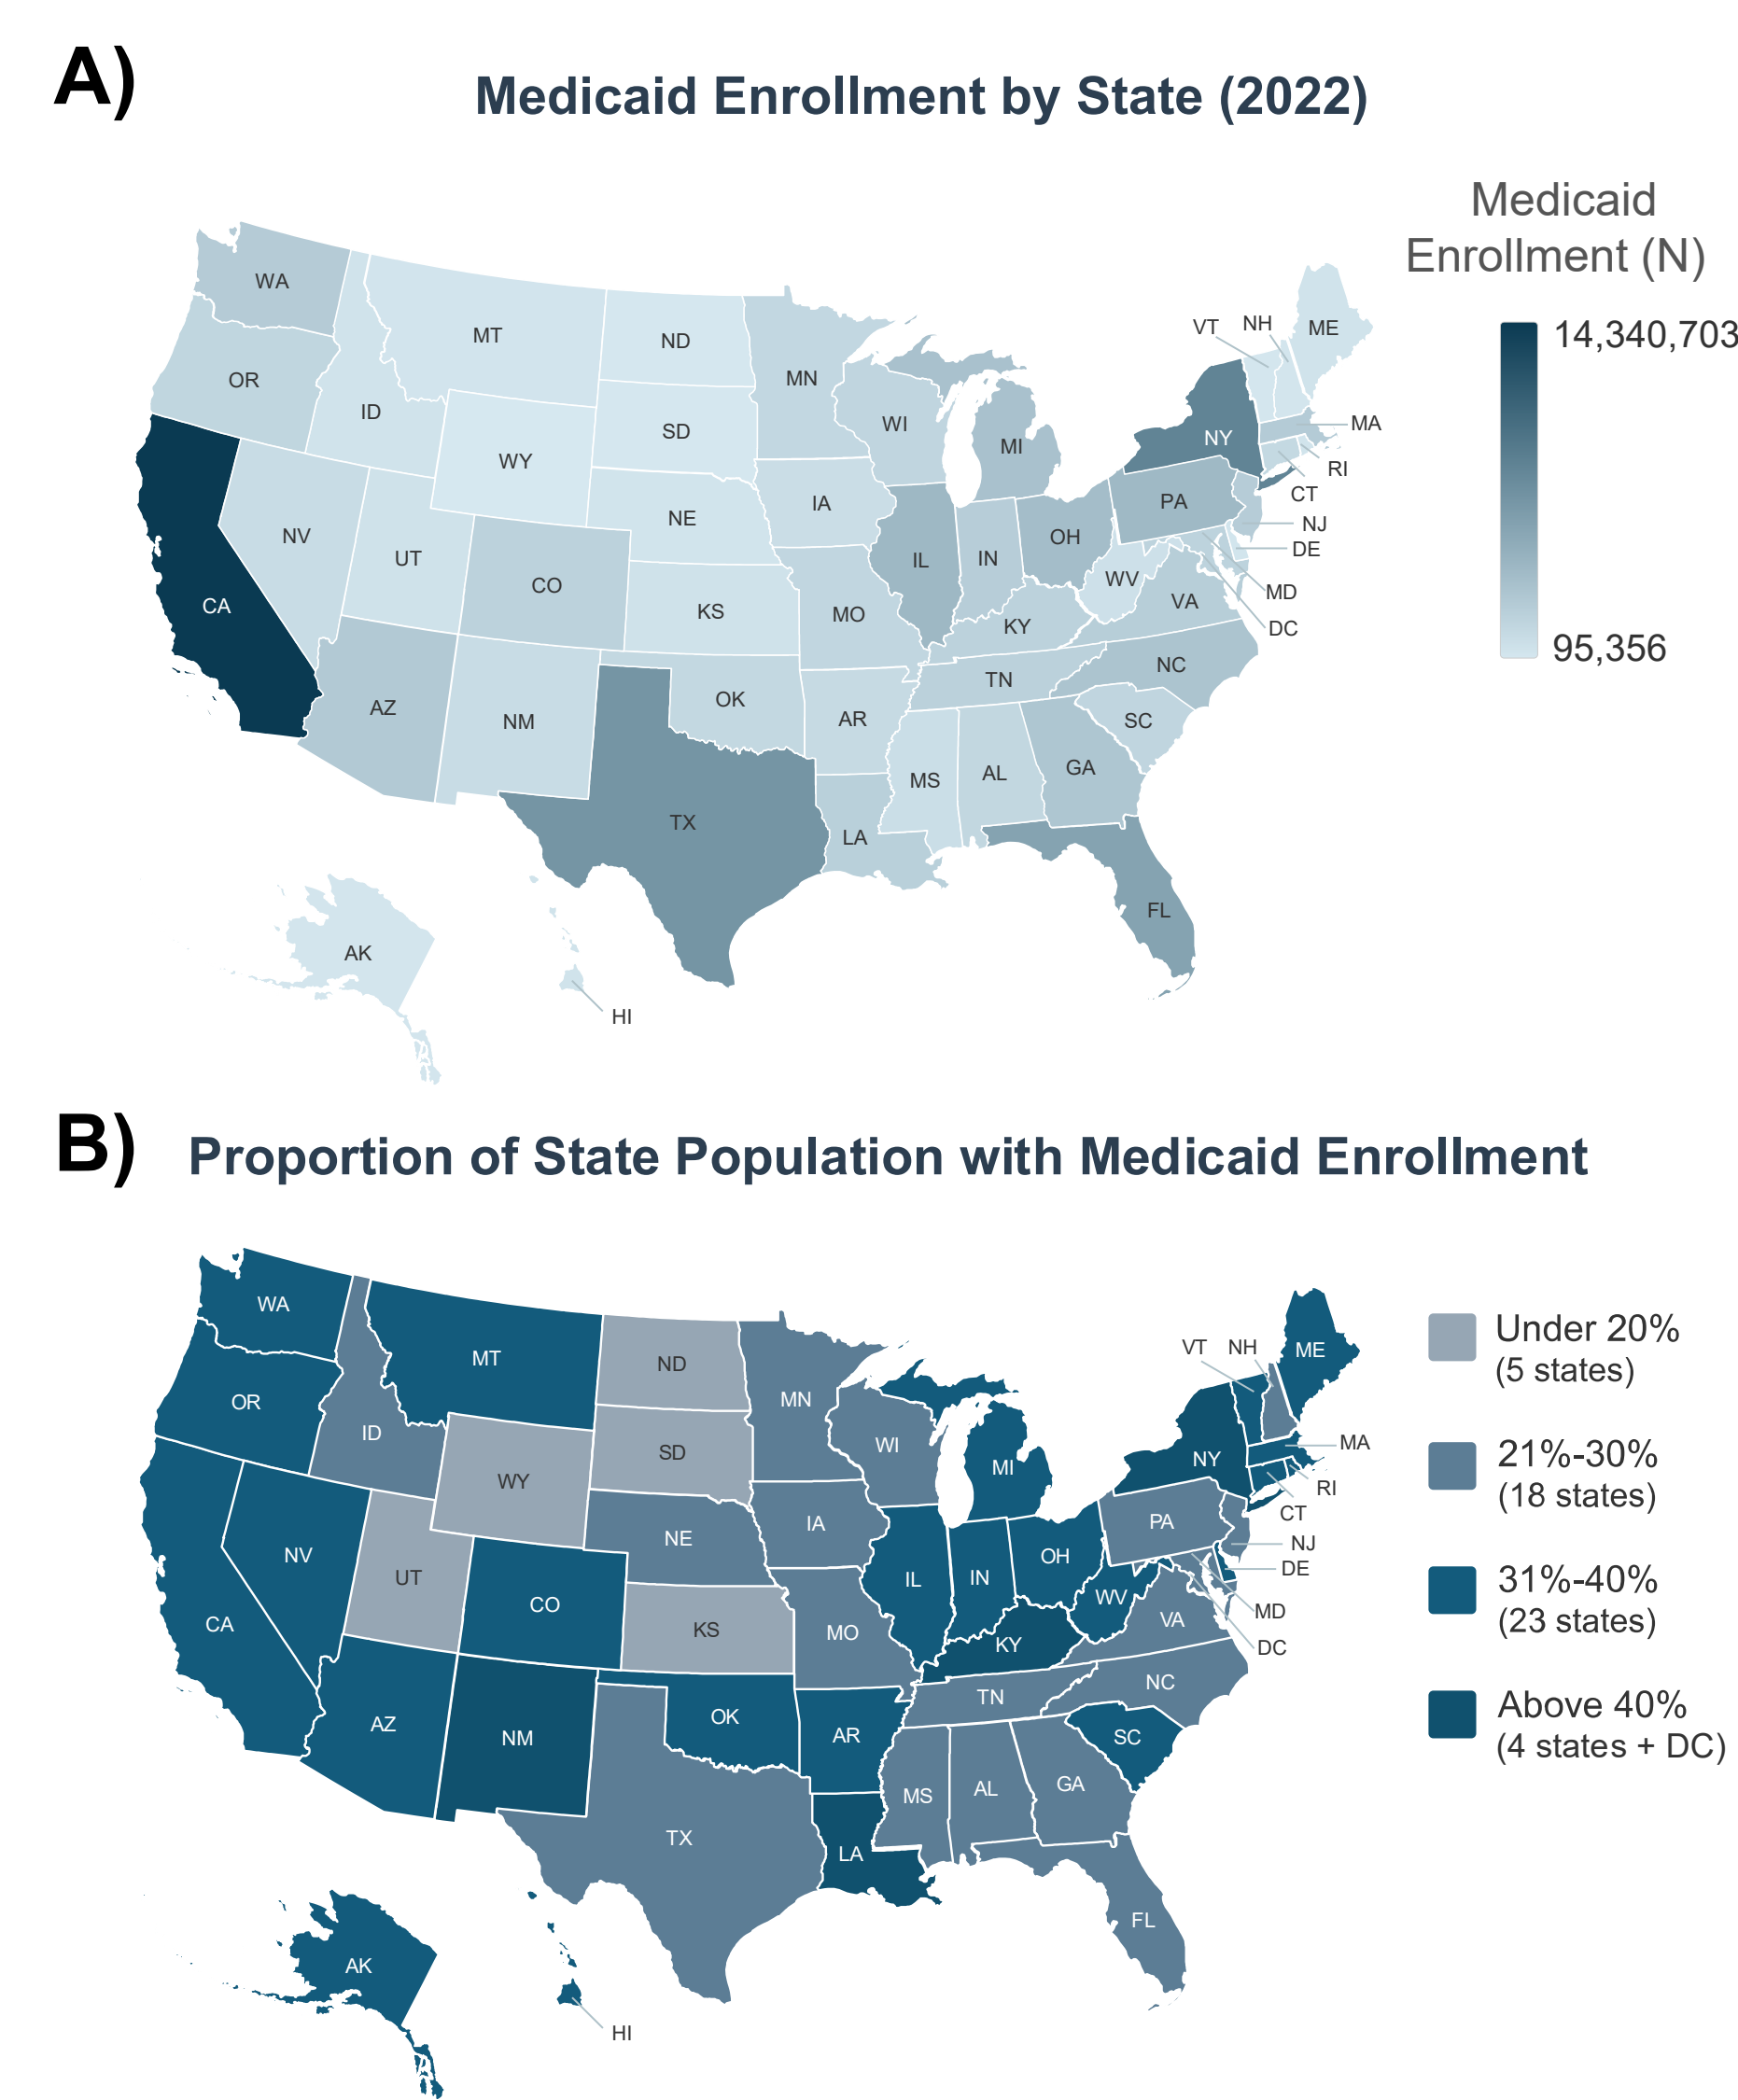 A)
Medicaid Enrollment by State (2022)
Medicaid
Enrollment (N)
14,340,703
95,356
WA
MT
ND
MN
VT
NH
ME
OR
ID
SD
WI
MI
NY
MA
WY
RI
CT
NE
IA
PA
NJ
NV
UT
CO
IL
IN
OH
DE
CA
KS
MO
KY
WV
VA
MD
DC
AZ
NM
OK
AR
TN
NC
SC
MS
AL
GA
TX
LA
FL
AK
HI
B)
Proportion of State Population with Medicaid Enrollment
Under 20%
(5 states)
21%-30%
(18 states)
31%-40%
(23 states)
Above 40%
(4 states + DC)
WA
MT
ND
MN
VT
NH
ME
OR
ID
SD
WI
MI
NY
MA
WY
RI
CT
NE
IA
PA
NJ
NV
UT
CO
IL
IN
OH
DE
CA
KS
MO
KY
WV
VA
MD
DC
AZ
NM
OK
AR
TN
NC
SC
MS
AL
GA
TX
LA
FL
AK
HI